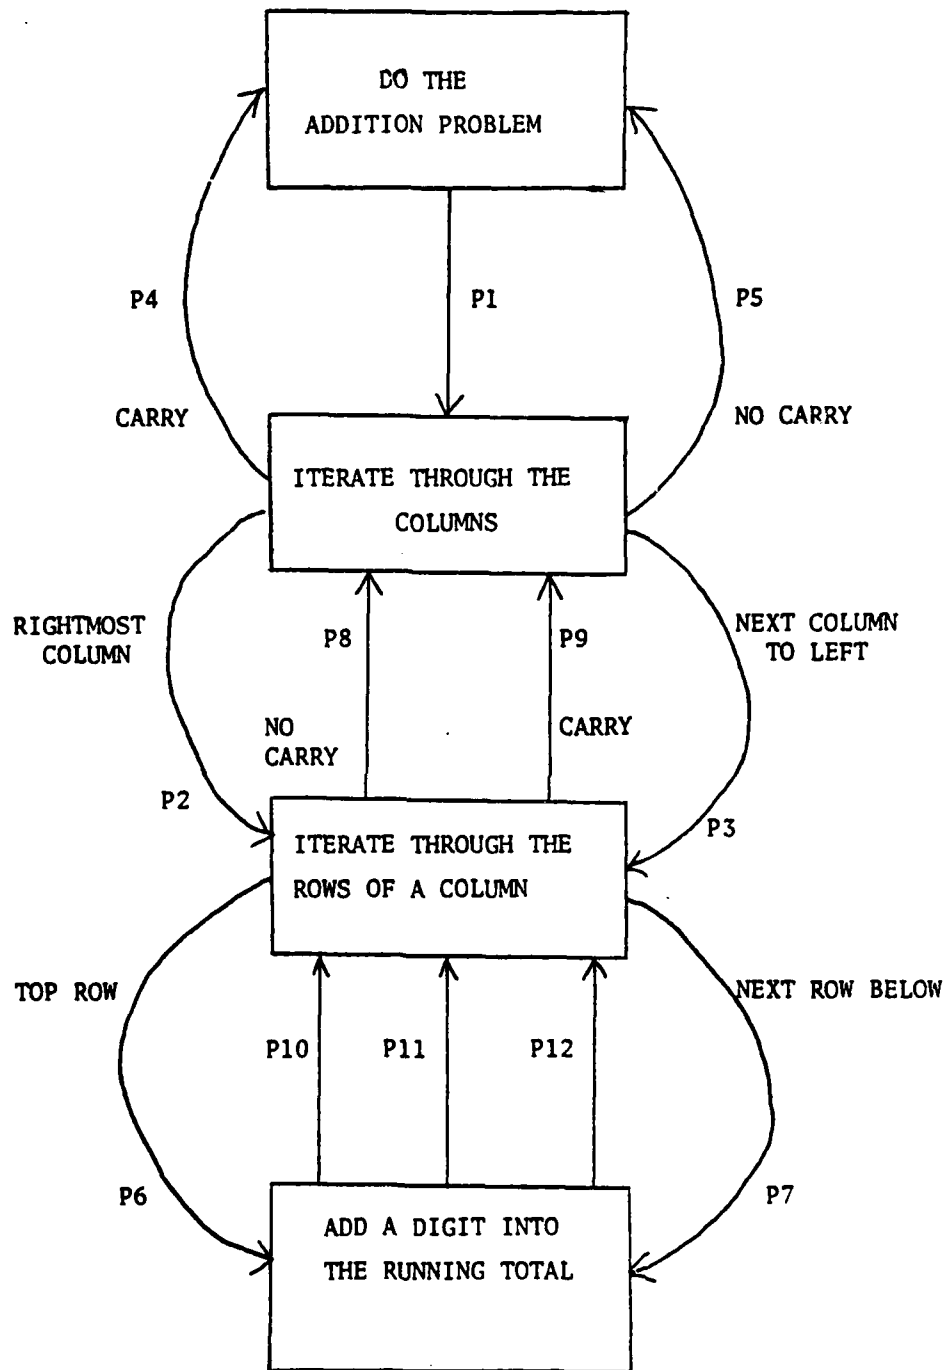 DO THE
ADDITION PROBLEM
P4
P1
P5
CARRY
NO CARRY
ITERATE THROUGH THE
COLUMNS
RIGHTMOST
COLUMN
P8
P9
NEXT COLUMN
TO LEFT
NO
CARRY
CARRY
P2
P3
ITERATE THROUGH THE
ROWS OF A COLUMN
TOP ROW
NEXT ROW BELOW
P10
P11
P12
P6
P7
ADD A DIGIT INTO
THE RUNNING TOTAL